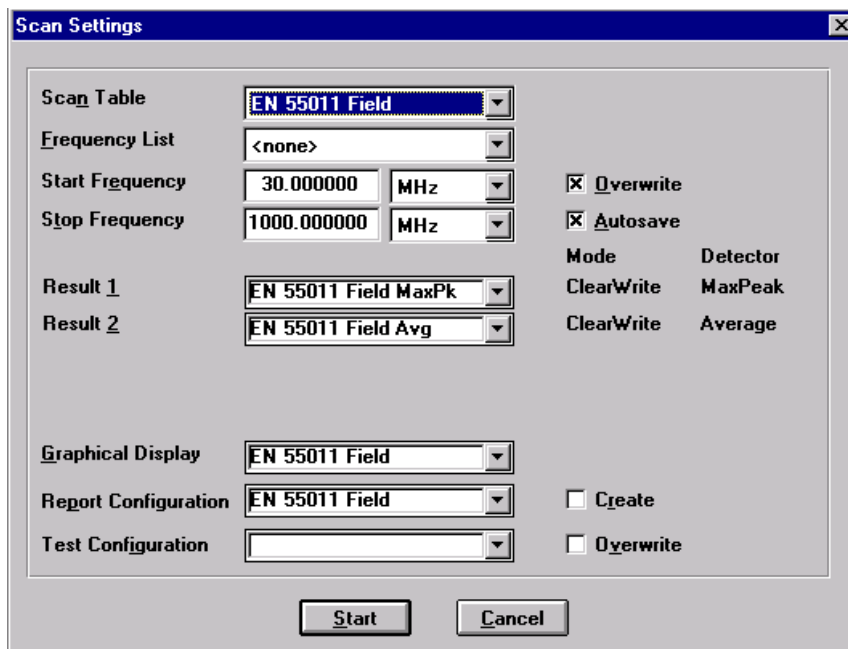 Scan Settings
Scan Table EN 55011 Field
Frequency List <none>
Start Frequency 30.000000 MHz Overwrite
Stop Frequency 1000.000000 MHz Autosave
Mode Detector
Result 1 EN 55011 Field MaxPk ClearWrite MaxPeak
Result 2 EN 55011 Field Avg ClearWrite Average
Graphical Display EN 55011 Field
Report Configuration EN 55011 Field Create
Test Configuration Overwrite
Start Cancel